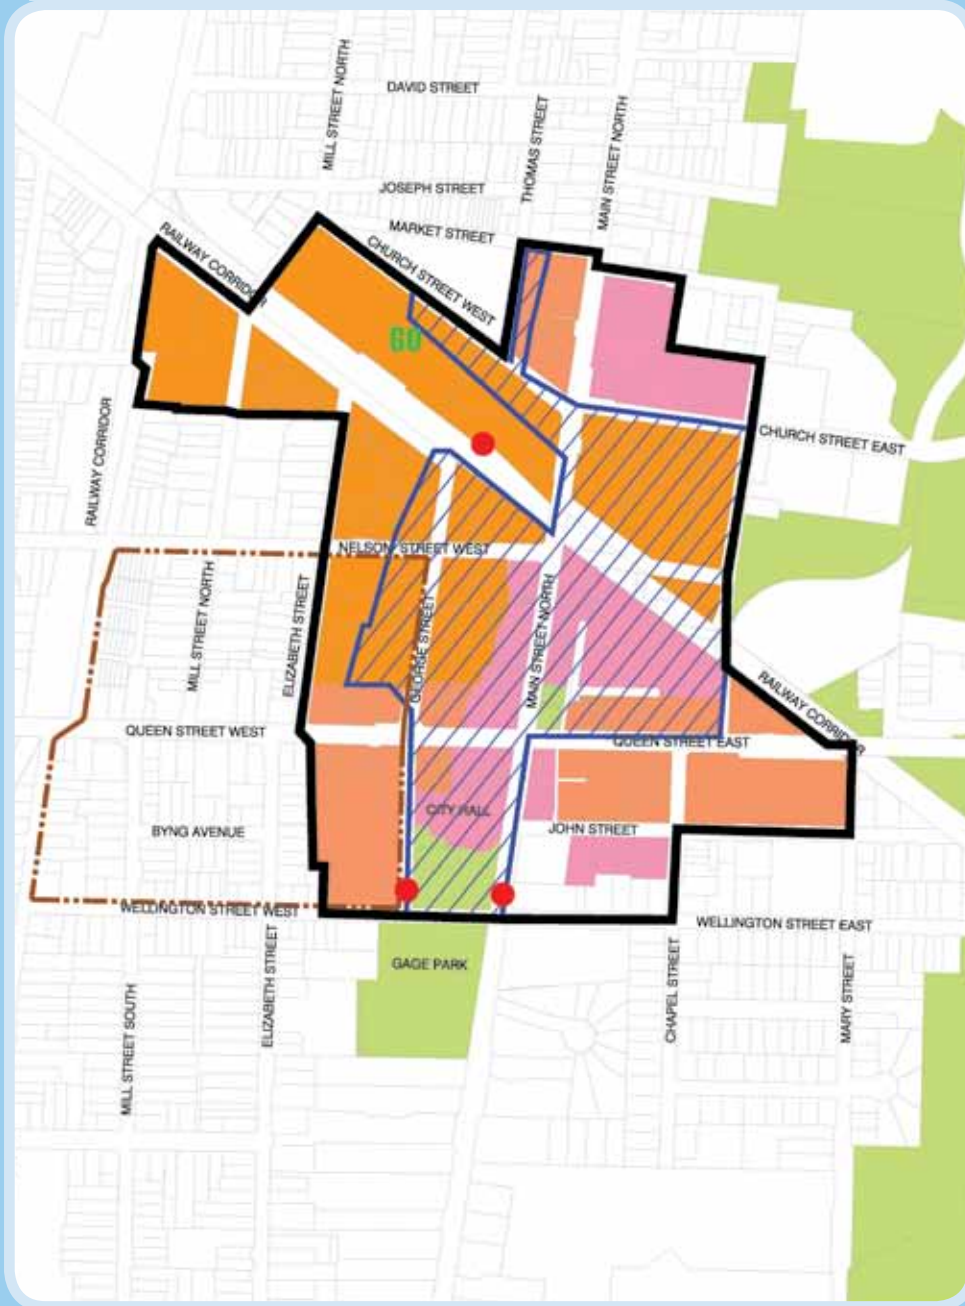 DAVID STREET
MILL STREET NORTH
THOMAS STREET
MAIN STREET NORTH
JOSEPH STREET
MARKET STREET
CHURCH STREET WEST
RAILWAY CORRIDOR
GO
CHURCH STREET EAST
RAILWAY CORRIDOR
NELSON STREET WEST
MILL STREET NORTH
ELIZABETH STREET
GEORGE STREET
MAIN STREET NORTH
RAILWAY CORRIDOR
QUEEN STREET WEST
QUEEN STREET EAST
CITY HALL
BYNG AVENUE
JOHN STREET
WELLINGTON STREET WEST
WELLINGTON STREET EAST
GAGE PARK
ELIZABETH STREET
CHAPEL STREET
MARY STREET
MILL STREET SOUTH